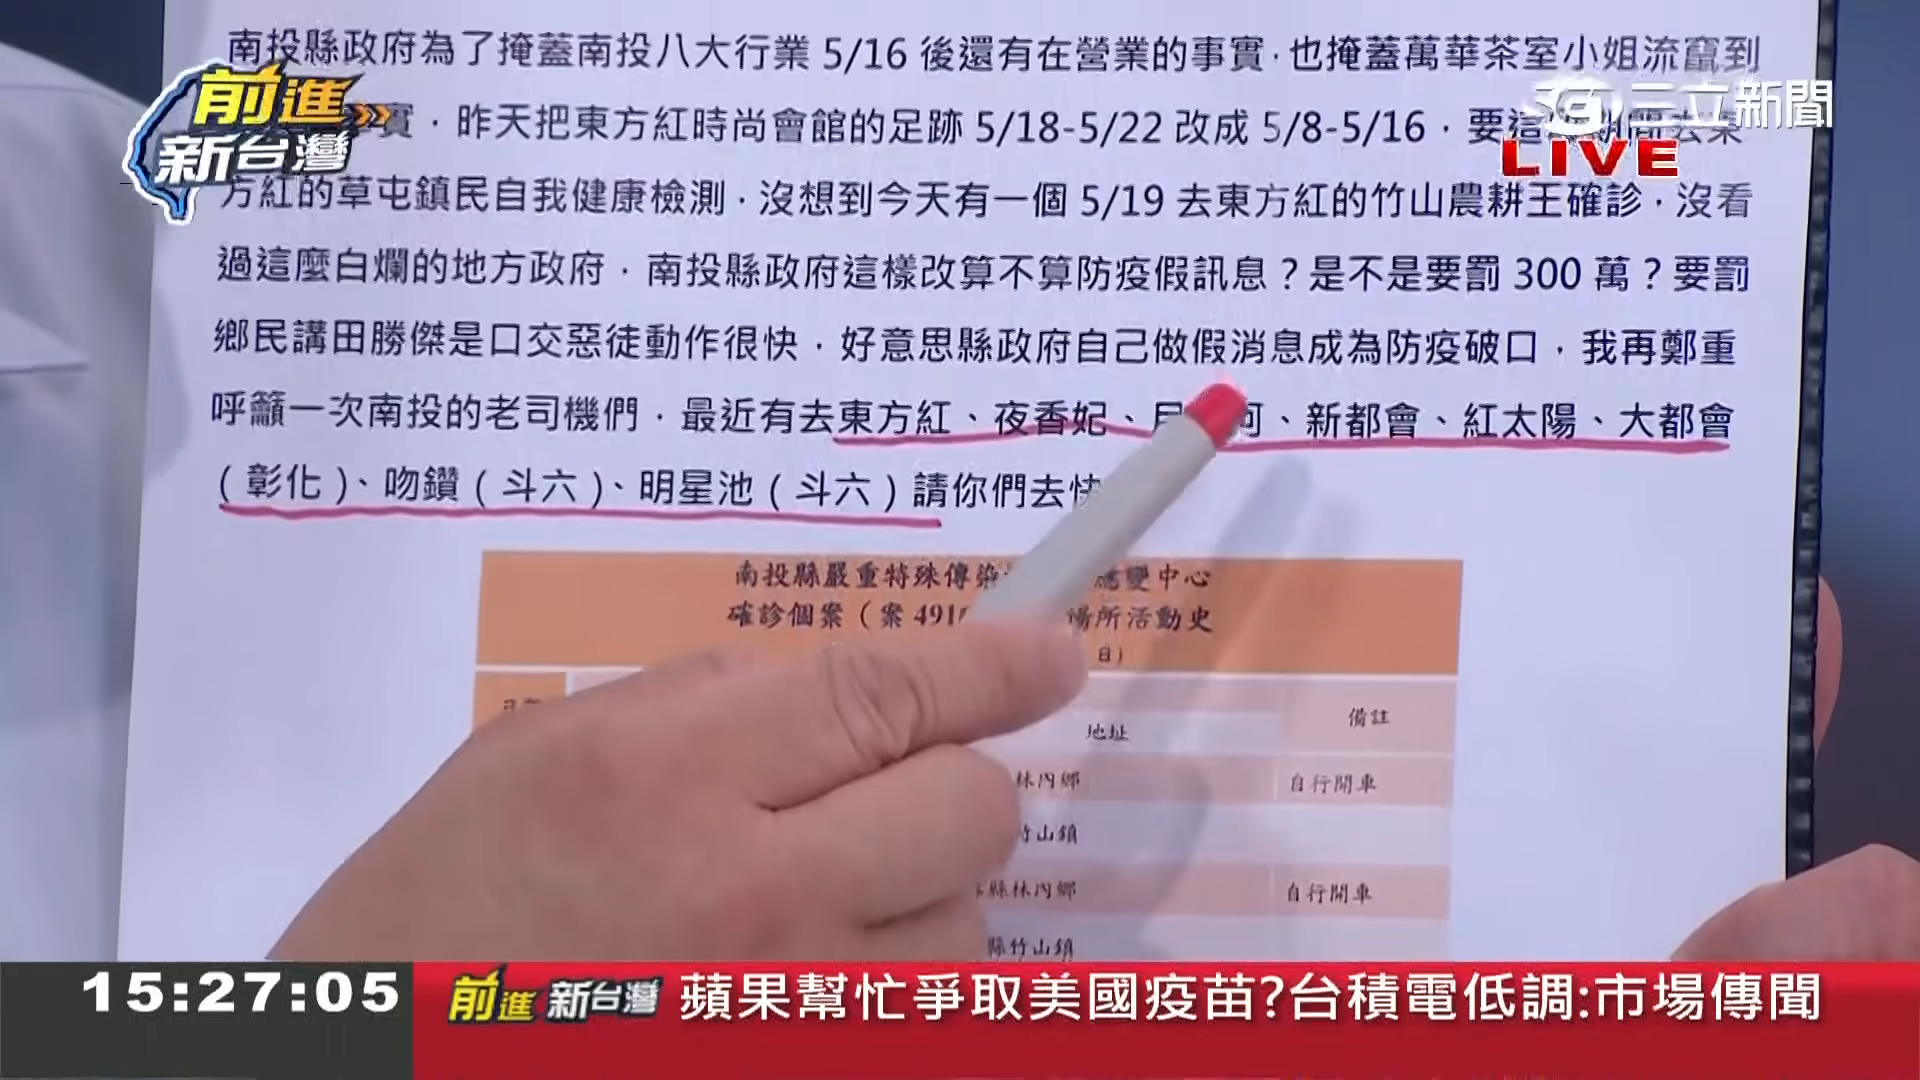 南投縣政府為了掩蓋南投八大行業 5/16 後還有在營業的事實,也掩蓋萬華茶室小姐流竄到
實,昨天把東方紅時尚會館的足跡 5/18-5/22 改成 5/8-5/16,要這 期間去東
方紅的草屯鎮民自我健康檢測,沒想到今天有一個 5/19 去東方紅的竹山農耕王確診,沒看
過這麼白爛的地方政府,南投縣政府這樣改算不算防疫假訊息?是不是要罰 300 萬?要罰
鄉民講田勝傑是口交惡徒動作很快,好意思縣政府自己做假消息成為防疫破口,我再鄭重
呼籲一次南投的老司機們,最近有去東方紅、夜香妃、月 河、新都會、紅太陽、大都會
(彰化)、吻鑽(斗六)、明星池(斗六)請你們去快
前進
新台灣
三立新聞
LIVE
南投縣嚴重特殊傳染 應變中心
確診個案(案 491 場所活動史
日)
備註
地址
林內鄉 自行開車
竹山鎮
縣林內鄉 自行開車
縣竹山鎮
15:27:05 前進新台灣 蘋果幫忙爭取美國疫苗?台積電低調:市場傳聞